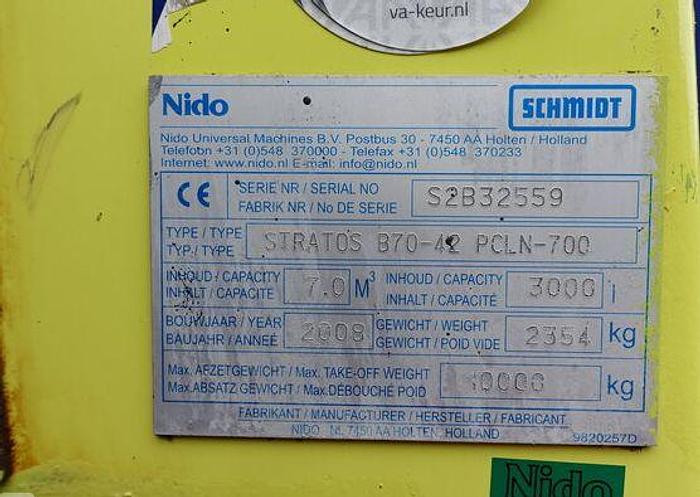 va-keur.nl
Nido SCHMIDT
Nido Universal Machines B.V. Postbus 30 - 7450 AA Holten / Holland
Telefoon +31 (0)548 370000 - Telefax +31 (0)548 370233
Internet: www.nido.nl E-mail: info@nido.nl
CE SERIE NR / SERIAL NO S2B32559
FABRIK NR / No DE SERIE
TYPE / TYPE STRATOS B70-42 PCLN-700
TYP / TYPE
INHOUD / CAPACITY 7.0 M3 INHOUD / CAPACITY 3000 l
INHALT / CAPACITE INHALT / CAPACITÉ
BOUWJAAR / YEAR 2008 GEWICHT / WEIGHT 2354 kg
BAUJAHR / ANNEÉ GEWICHT / POID VIDE
Max. AFZETGEWICHT / Max. TAKE-OFF WEIGHT 10000 kg
Max. ABSATZ GEWICHT / Max. DÉBOUCHÉ POID
FABRIKANT / MANUFACTURER / HERSTELLER / FABRICANT
NIDO NL 7450 AA HOLTEN, HOLLAND 9820257D
Nido